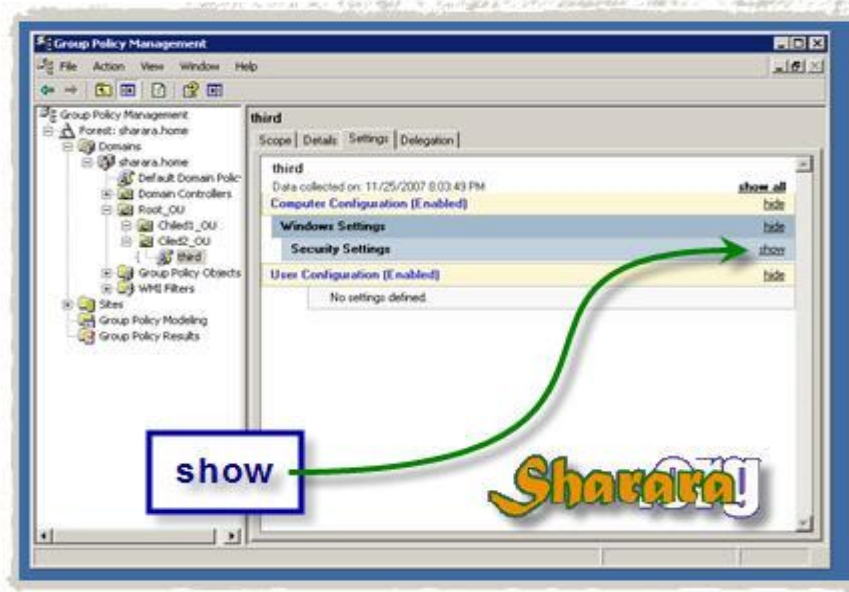 Group Policy Management
File Action View Window Help
Group Policy Management
Forest: sharara.home
Domains
sharara.home
Default Domain Polic
Domain Controllers
Root_OU
Chiled1_OU
Ciled2_OU
third
Group Policy Objects
WMI Filters
Sites
Group Policy Modeling
Group Policy Results
third
Scope Details Settings Delegation
third
Data collected on: 11/25/2007 8:03:49 PM
show all
Computer Configuration (Enabled)
hide
Windows Settings
hide
Security Settings
show
User Configuration (Enabled)
hide
No settings defined.
show
Sharara.org